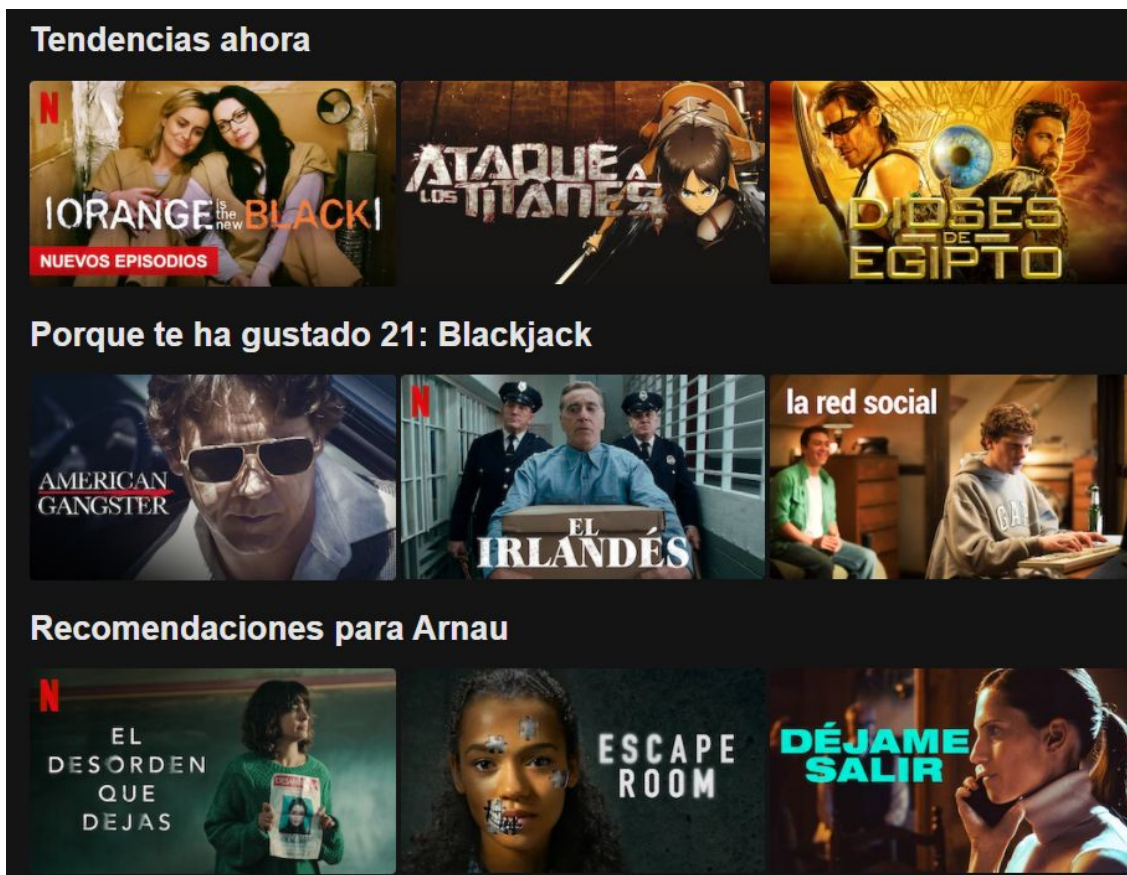 Tendencias ahora
N
ORANGE is the new BLACK
NUEVOS EPISODIOS
ATAQUE A
LOS TITANES
DIOSES
DE
EGIPTO
Porque te ha gustado 21: Blackjack
AMERICAN
GANGSTER
N
EL
IRLANDÉS
la red social
GAP
Recomendaciones para Arnau
N
EL
DESORDEN
QUE
DEJAS
ESCAPE
ROOM
DÉJAME
SALIR